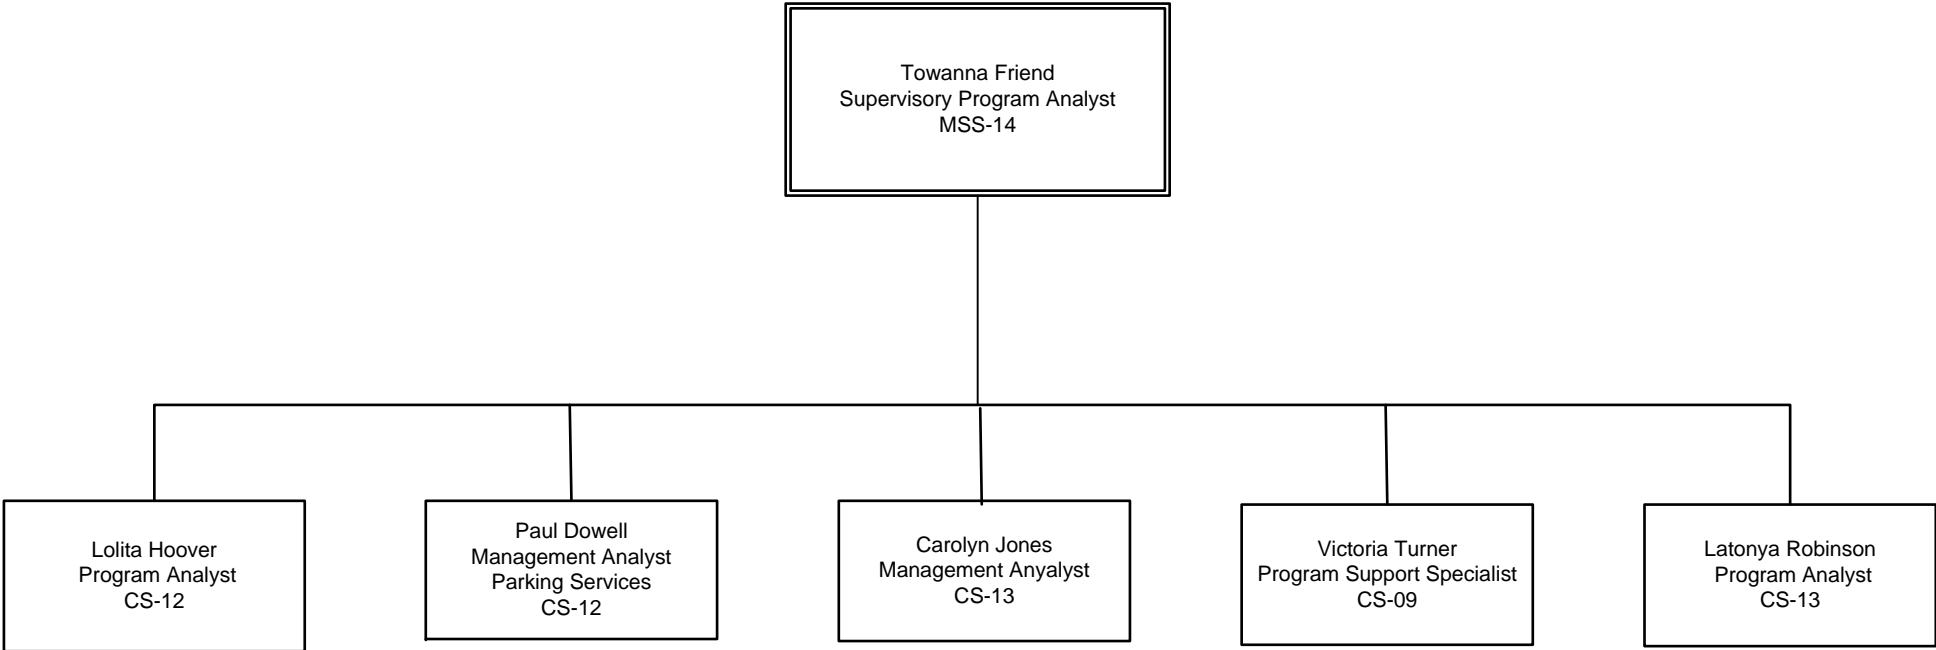 Towanna Friend
Supervisory Program Analyst
MSS-14
Lolita Hoover
Program Analyst
CS-12
Paul Dowell
Management Analyst
Parking Services
CS-12
Carolyn Jones
Management Anyalyst
CS-13
Victoria Turner
Program Support Specialist
CS-09
Latonya Robinson
Program Analyst
CS-13